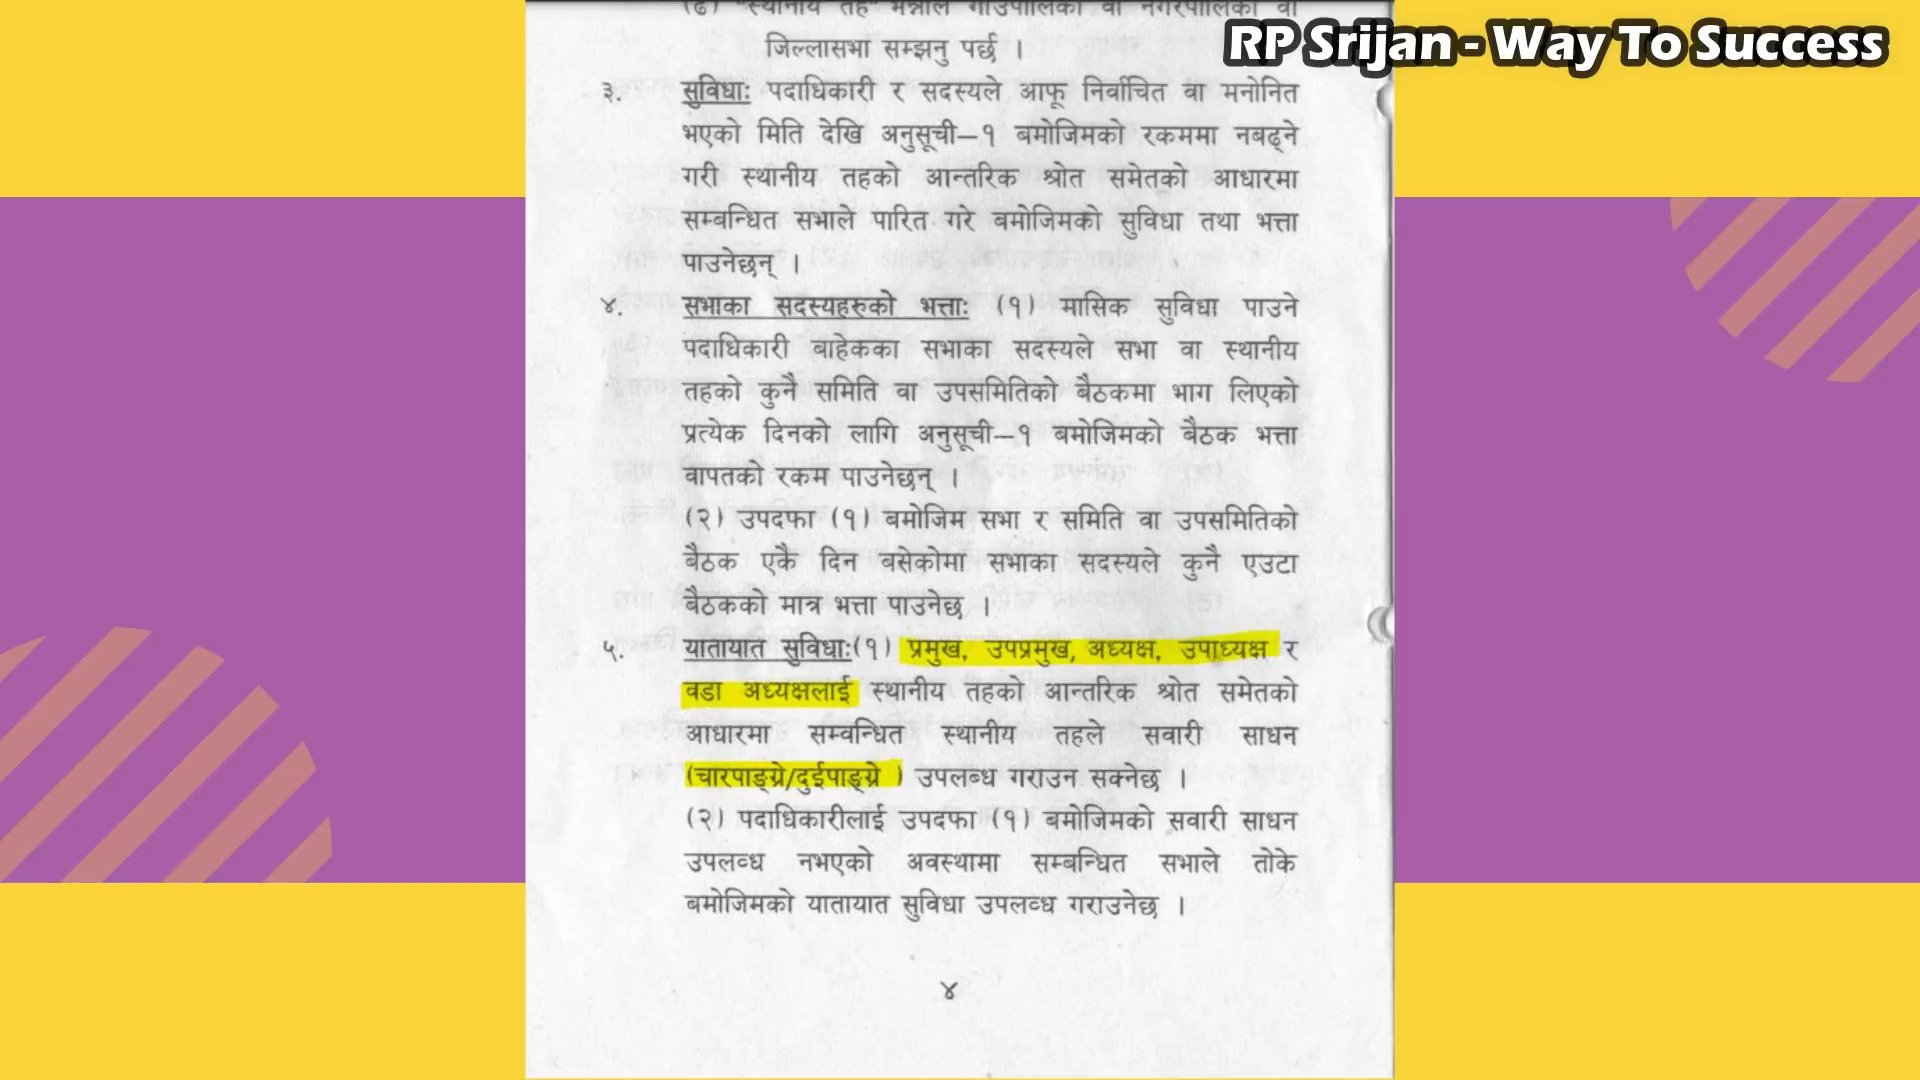 RP Srijan - Way To Success
(ढ) "स्थानीय तह" भन्नाले गाउँपालिका वा नगरपालिका वा
जिल्लासभा सम्झनु पर्छ ।
३. सुविधाः पदाधिकारी र सदस्यले आफू निर्वाचित वा मनोनित
भएको मिति देखि अनुसूची–१ बमोजिमको रकममा नबढ्ने
गरी स्थानीय तहको आन्तरिक श्रोत समेतको आधारमा
सम्बन्धित सभाले पारित गरे बमोजिमको सुविधा तथा भत्ता
पाउनेछन् ।
४. सभाका सदस्यहरुको भत्ताः (१) मासिक सुविधा पाउने
पदाधिकारी बाहेकका सभाका सदस्यले सभा वा स्थानीय
तहको कुनै समिति वा उपसमितिको बैठकमा भाग लिएको
प्रत्येक दिनको लागि अनुसूची–१ बमोजिमको बैठक भत्ता
वापतको रकम पाउनेछन् ।
(२) उपदफा (१) बमोजिम सभा र समिति वा उपसमितिको
बैठक एकै दिन बसेकोमा सभाका सदस्यले कुनै एउटा
बैठकको मात्र भत्ता पाउनेछ ।
५. यातायात सुविधाः(१) प्रमुख, उपप्रमुख, अध्यक्ष, उपाध्यक्ष र
वडा अध्यक्षलाई स्थानीय तहको आन्तरिक श्रोत समेतको
आधारमा सम्वन्धित स्थानीय तहले सवारी साधन
(चारपाङ्ग्रे/दुईपाङ्ग्रे ) उपलब्ध गराउन सक्नेछ ।
(२) पदाधिकारीलाई उपदफा (१) बमोजिमको सवारी साधन
उपलव्ध नभएको अवस्थामा सम्बन्धित सभाले तोके
बमोजिमको यातायात सुविधा उपलव्ध गराउनेछ ।
४